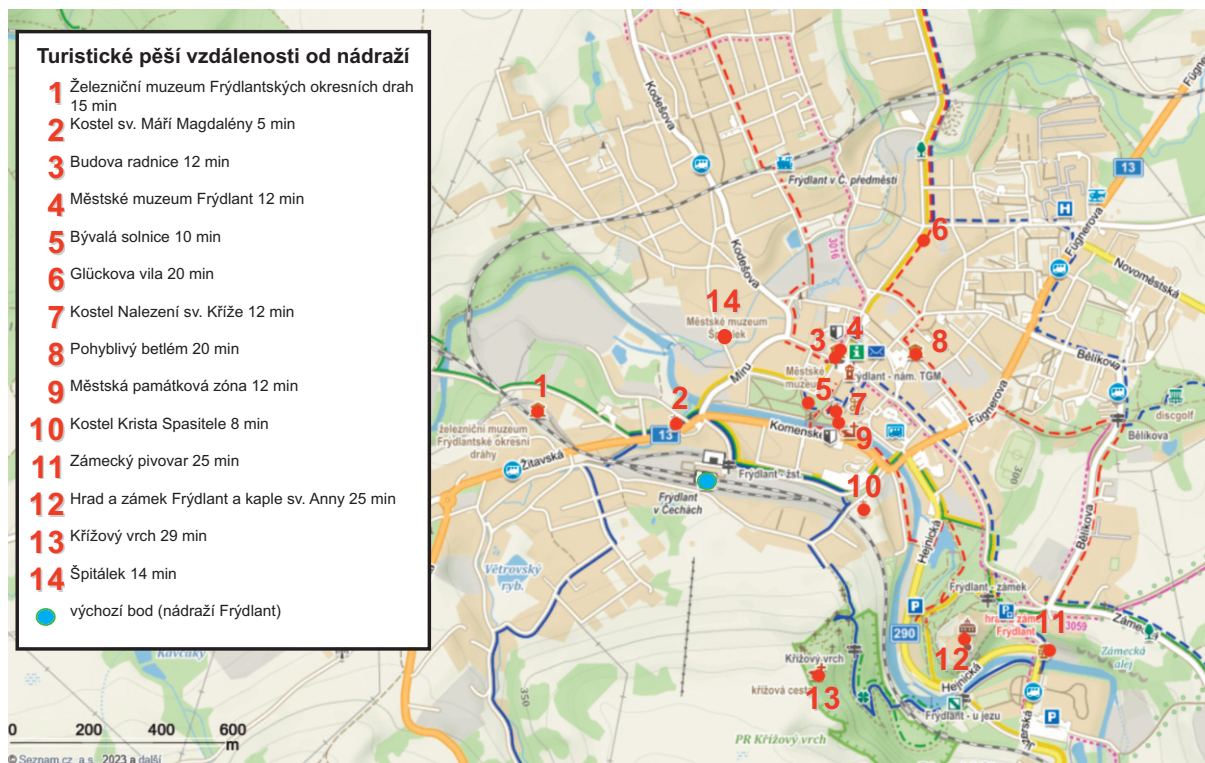 Turistické pěší vzdálenosti od nádraží
1 Železniční muzeum Frýdlantských okresních drah
15 min
2 Kostel sv. Máří Magdalény 5 min
3 Budova radnice 12 min
4 Městské muzeum Frýdlant 12 min
5 Bývalá solnice 10 min
6 Glückova vila 20 min
7 Kostel Nalezení sv. Kříže 12 min
8 Pohyblivý betlém 20 min
9 Městská památková zóna 12 min
10 Kostel Krista Spasitele 8 min
11 Zámecký pivovar 25 min
12 Hrad a zámek Frýdlant a kaple sv. Anny 25 min
13 Křížový vrch 29 min
14 Špitálek 14 min
výchozí bod (nádraží Frýdlant)
Kodešova
Fügnerova
13
Frýdlant v Č. předměstí
H
Fügnerova
6
Kodešova
3016
Novoměstská
14
Městské muzeum
Špitálek
3
4
i
8
Bělíkova
Míru
Městské
muzeum
Frýdlant - nám. TGM
Fügnerova
1
2
5
7
discgolf
Bělíkova
železniční muzeum
Frýdlantské okresní
dráhy
13
Komenského
9
Žitavská
Frýdlant - žst.
300
Frýdlant
v Čechách
10
Bělíkova
Hejnická
Větrovský
ryb.
Frýdlant - zámek
P
P
11
Zámecká
290
hrad a zámek
Frýdlant
3059
12
Zámecká
alej
Kavčáky
Křížový vrch
křížová cesta
13
Hejnická
350
Frýdlant - u jezu
P
PR Křížový vrch
0 200 400 600
m
© Seznam.cz, a.s., 2023 a další